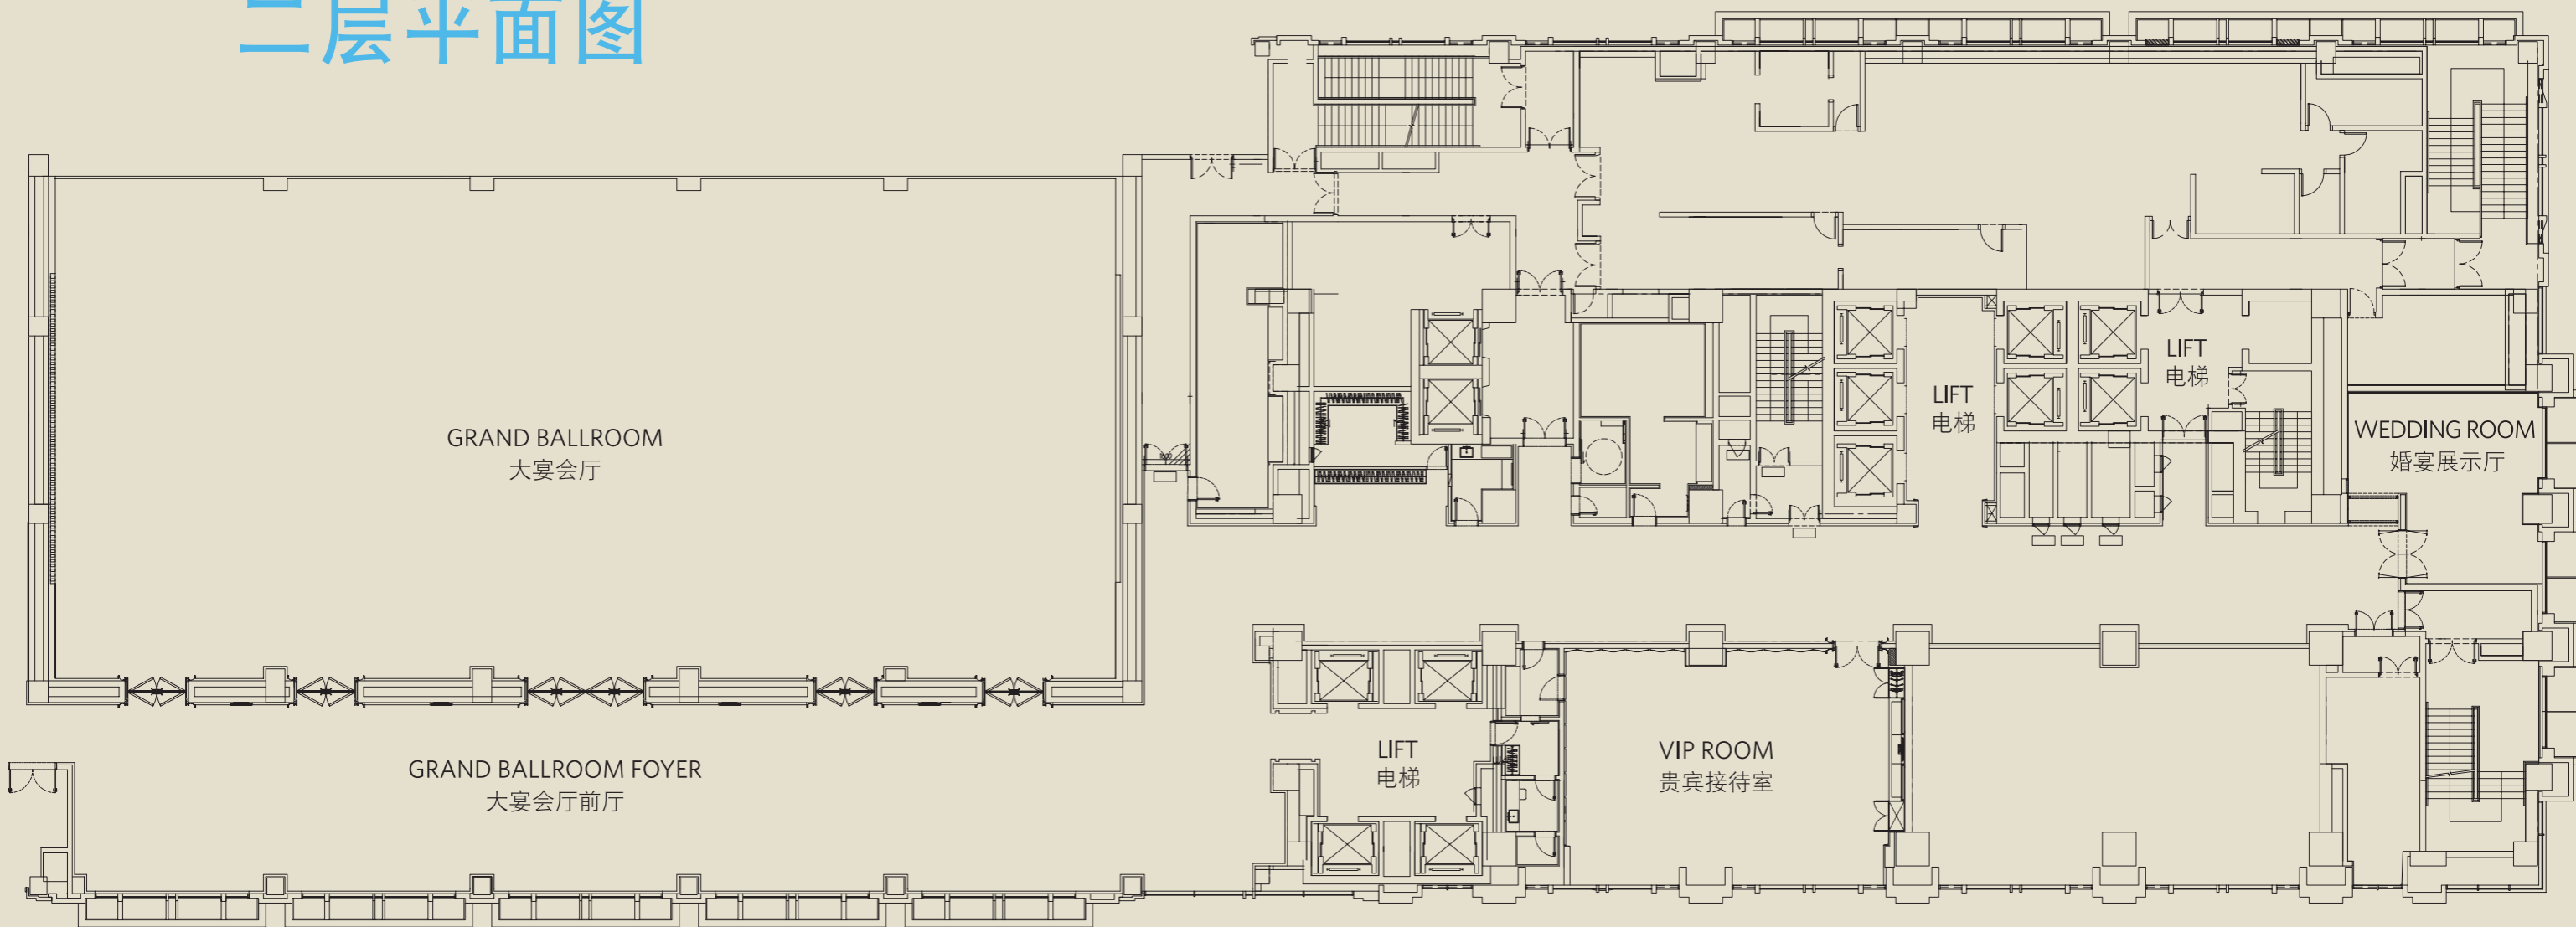 二层平面图
GRAND BALLROOM
大宴会厅
GRAND BALLROOM FOYER
大宴会厅前厅
LIFT
电梯
VIP ROOM
贵宾接待室
LIFT
电梯
LIFT
电梯
WEDDING ROOM
婚宴展示厅